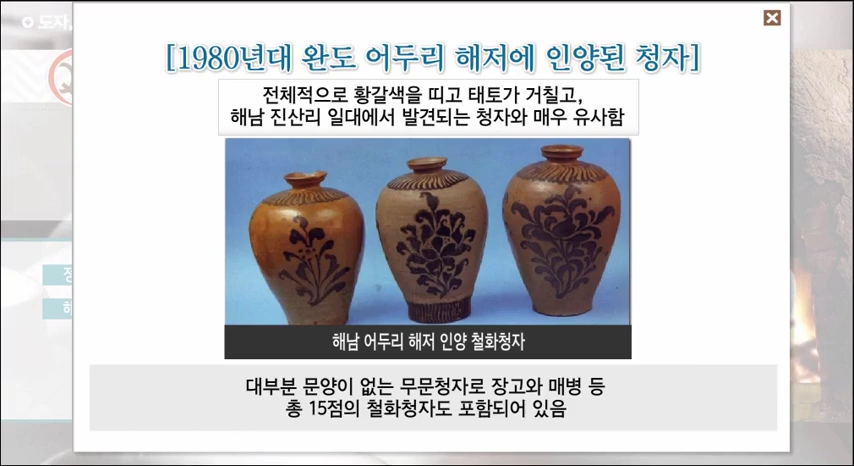 도자,
[1980년대 완도 어두리 해저에 인양된 청자]
전체적으로 황갈색을 띠고 태토가 거칠고,
해남 진산리 일대에서 발견되는 청자와 매우 유사함
해남 어두리 해저 인양 철화청자
대부분 문양이 없는 무문청자로 장고와 매병 등
총 15점의 철화청자도 포함되어 있음